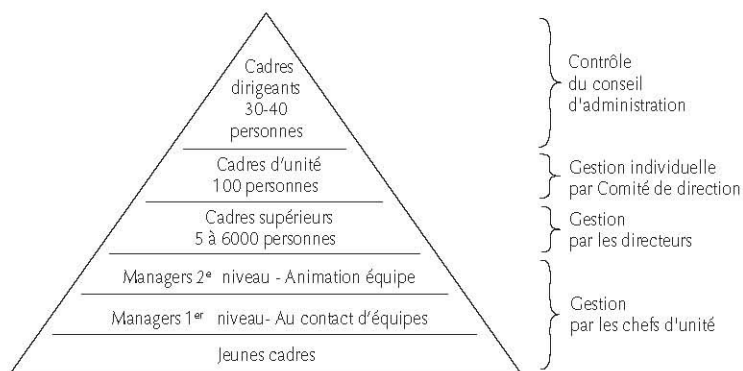 Cadres
dirigeants
30-40
personnes
Contrôle
du conseil
d'administration
Cadres d'unité
100 personnes
Gestion individuelle
par Comité de direction
Cadres supérieurs
5 à 6000 personnes
Gestion
par les directeurs
Managers 2e niveau - Animation équipe
Managers 1er niveau- Au contact d'équipes
Jeunes cadres
Gestion
par les chefs d'unité